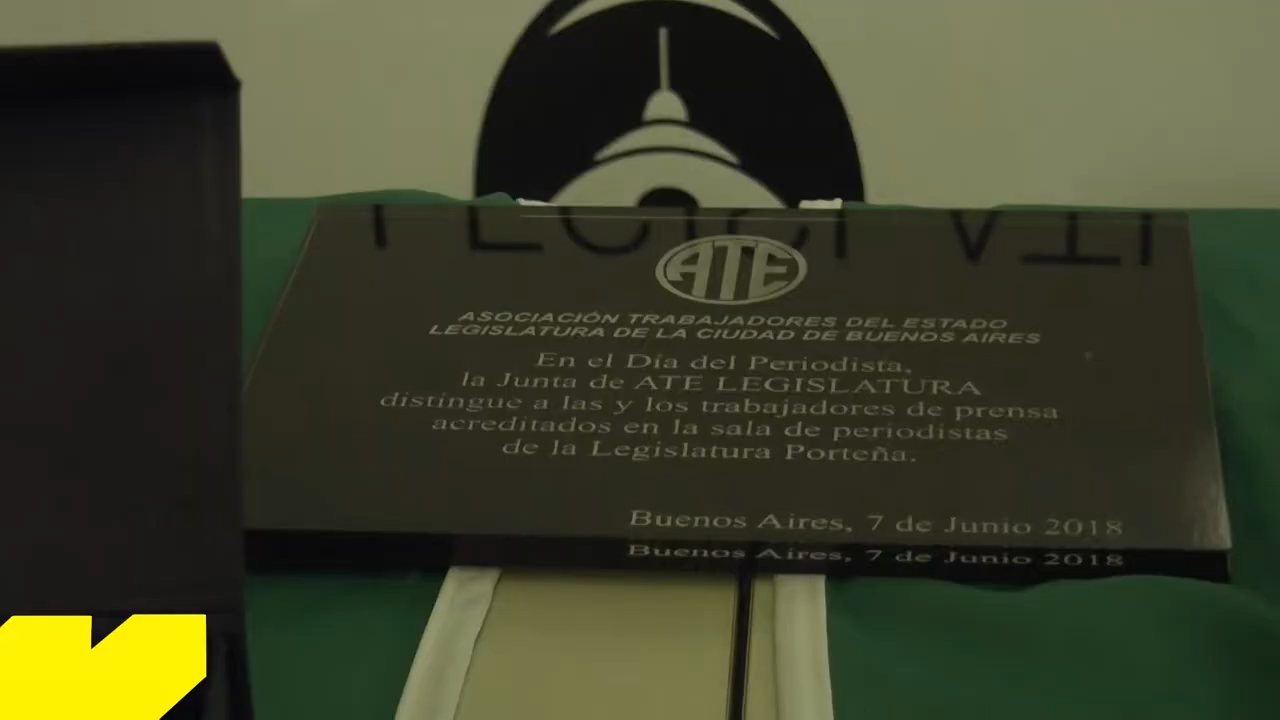 ATE
ASOCIACIÓN TRABAJADORES DEL ESTADO
LEGISLATURA DE LA CIUDAD DE BUENOS AIRES
En el Día del Periodista,
la Junta de ATE LEGISLATURA
distingue a las y los trabajadores de prensa
acreditados en la sala de periodistas
de la Legislatura Porteña.
Buenos Aires, 7 de Junio 2018
Buenos Aires, 7 de Junio 2018